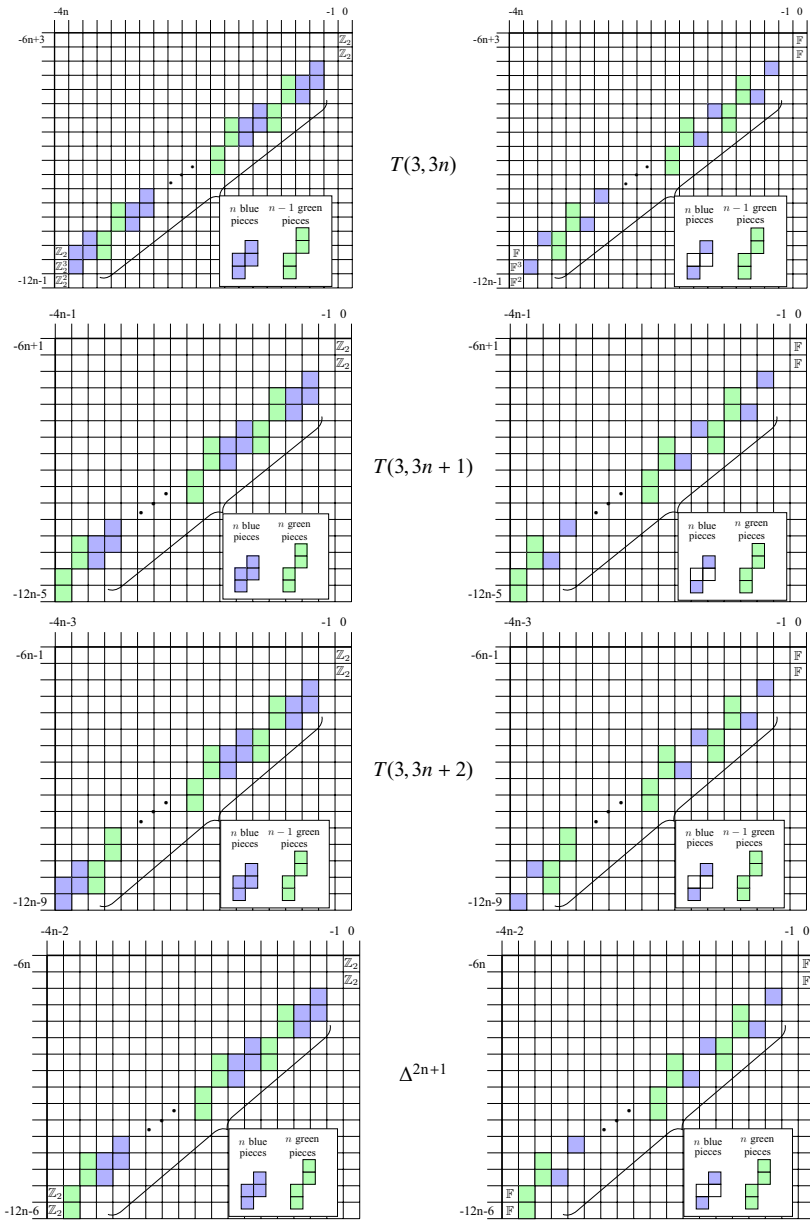 -4n -1 0
-6n+3 ℤ₂
ℤ₂
n blue pieces n − 1 green pieces
ℤ₂
ℤ₂³
-12n-1 ℤ₂²
T(3, 3n)
-4n -1 0
-6n+3 𝔽
𝔽
n blue pieces n − 1 green pieces
𝔽
𝔽³
-12n-1 𝔽²
-4n-1 -1 0
-6n+1 ℤ₂
ℤ₂
n blue pieces n green pieces
-12n-5
T(3, 3n + 1)
-4n-1 -1 0
-6n+1 𝔽
𝔽
n blue pieces n green pieces
-12n-5
-4n-3 -1 0
-6n-1 ℤ₂
ℤ₂
n blue pieces n − 1 green pieces
-12n-9
T(3, 3n + 2)
-4n-3 -1 0
-6n-1 𝔽
𝔽
n blue pieces n − 1 green pieces
-12n-9
-4n-2 -1 0
-6n ℤ₂
ℤ₂
n blue pieces n green pieces
ℤ₂
-12n-6 ℤ₂
Δ²ⁿ⁺¹
-4n-2 -1 0
-6n 𝔽
𝔽
n blue pieces n green pieces
𝔽
-12n-6 𝔽